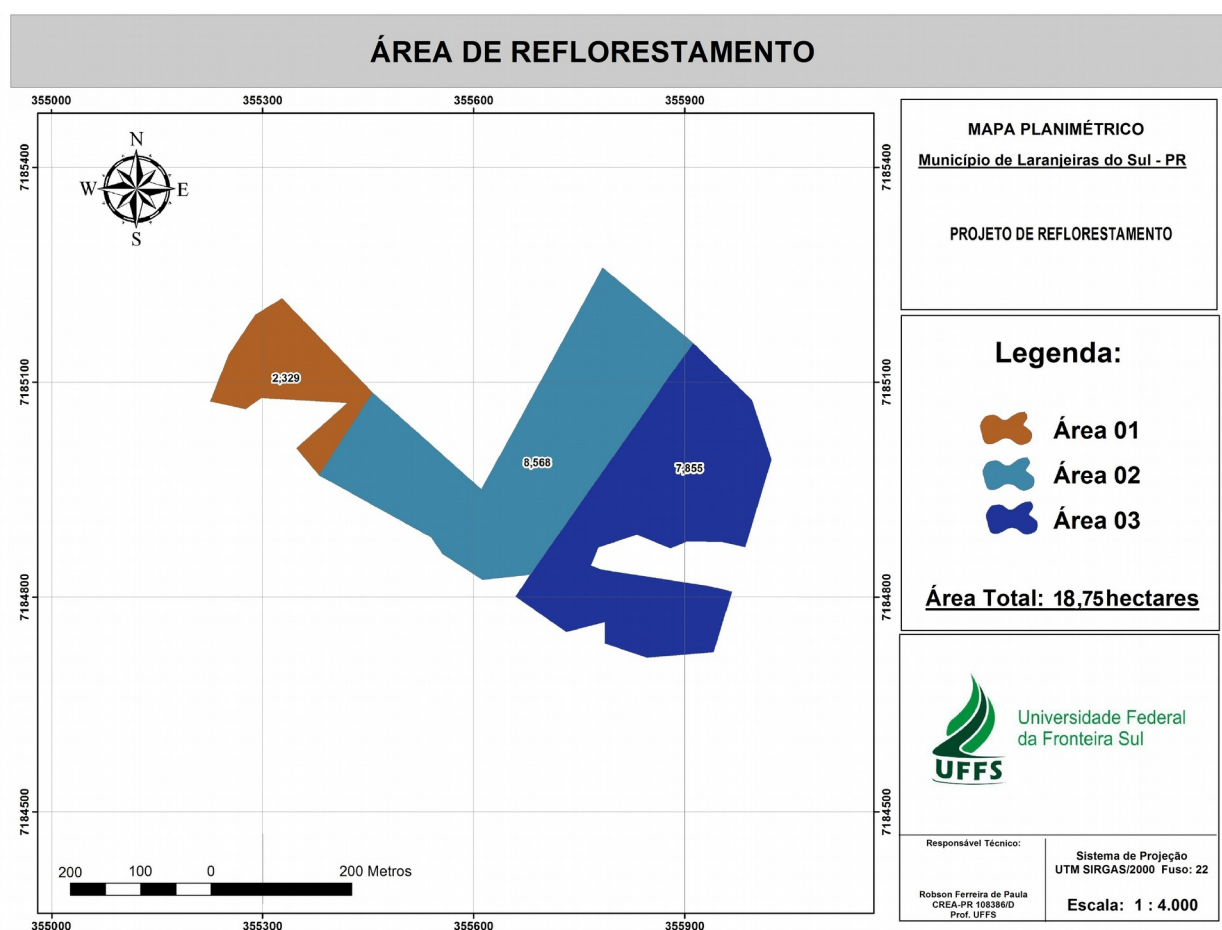 ÁREA DE REFLORESTAMENTO
355000 355300 355600 355900
7185400 7185400
N
W E
S
7185100 7185100
2,329
8,568
7,855
7184800 7184800
7184500 7184500
200 100 0 200 Metros
355000 355300 355600 355900
MAPA PLANIMÉTRICO
Município de Laranjeiras do Sul - PR
PROJETO DE REFLORESTAMENTO
Legenda:
Área 01
Área 02
Área 03
Área Total: 18,75 hectares
UFFS
Universidade Federal
da Fronteira Sul
Responsável Técnico:
Robson Ferreira de Paula
CREA-PR 108386/D
Prof. UFFS
Sistema de Projeção
UTM SIRGAS/2000 Fuso: 22
Escala: 1 : 4.000